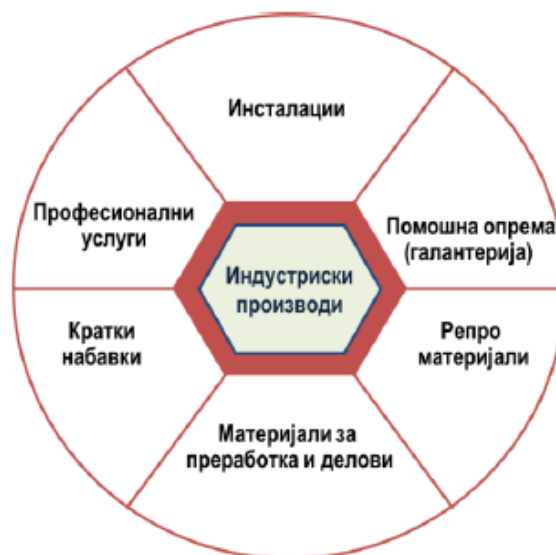 Инсталации
Професионални
услуги
Помошна опрема
(галантерија)
Индустриски
производи
Кратки
набавки
Репро
материјали
Материјали за
преработка и делови